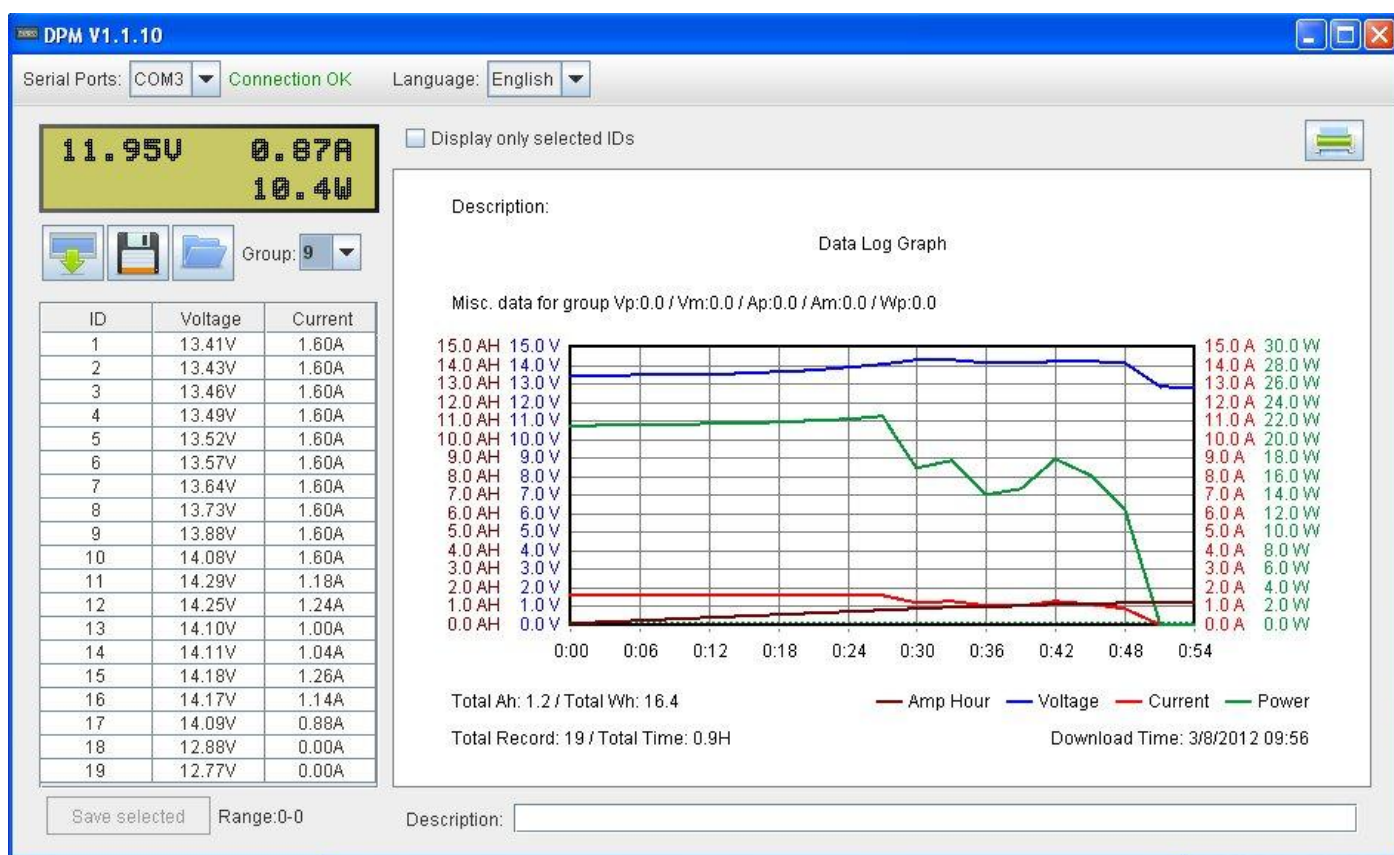 DPM V1.1.10
Serial Ports: COM3 Connection OK Language: English
11.95V 0.87A
10.4W
Group: 9
ID Voltage Current
1 13.41V 1.60A
2 13.43V 1.60A
3 13.46V 1.60A
4 13.49V 1.60A
5 13.52V 1.60A
6 13.57V 1.60A
7 13.64V 1.60A
8 13.73V 1.60A
9 13.88V 1.60A
10 14.08V 1.60A
11 14.29V 1.18A
12 14.25V 1.24A
13 14.10V 1.00A
14 14.11V 1.04A
15 14.18V 1.26A
16 14.17V 1.14A
17 14.09V 0.88A
18 12.88V 0.00A
19 12.77V 0.00A
Save selected Range:0-0
Display only selected IDs
Description:
Data Log Graph
Misc. data for group Vp:0.0 / Vm:0.0 / Ap:0.0 / Am:0.0 / Wp:0.0
15.0 AH 15.0 V 15.0 A 30.0 W
14.0 AH 14.0 V 14.0 A 28.0 W
13.0 AH 13.0 V 13.0 A 26.0 W
12.0 AH 12.0 V 12.0 A 24.0 W
11.0 AH 11.0 V 11.0 A 22.0 W
10.0 AH 10.0 V 10.0 A 20.0 W
9.0 AH 9.0 V 9.0 A 18.0 W
8.0 AH 8.0 V 8.0 A 16.0 W
7.0 AH 7.0 V 7.0 A 14.0 W
6.0 AH 6.0 V 6.0 A 12.0 W
5.0 AH 5.0 V 5.0 A 10.0 W
4.0 AH 4.0 V 4.0 A 8.0 W
3.0 AH 3.0 V 3.0 A 6.0 W
2.0 AH 2.0 V 2.0 A 4.0 W
1.0 AH 1.0 V 1.0 A 2.0 W
0.0 AH 0.0 V 0.0 A 0.0 W
0:00 0:06 0:12 0:18 0:24 0:30 0:36 0:42 0:48 0:54
Total Ah: 1.2 / Total Wh: 16.4 Amp Hour Voltage Current Power
Total Record: 19 / Total Time: 0.9H Download Time: 3/8/2012 09:56
Description: